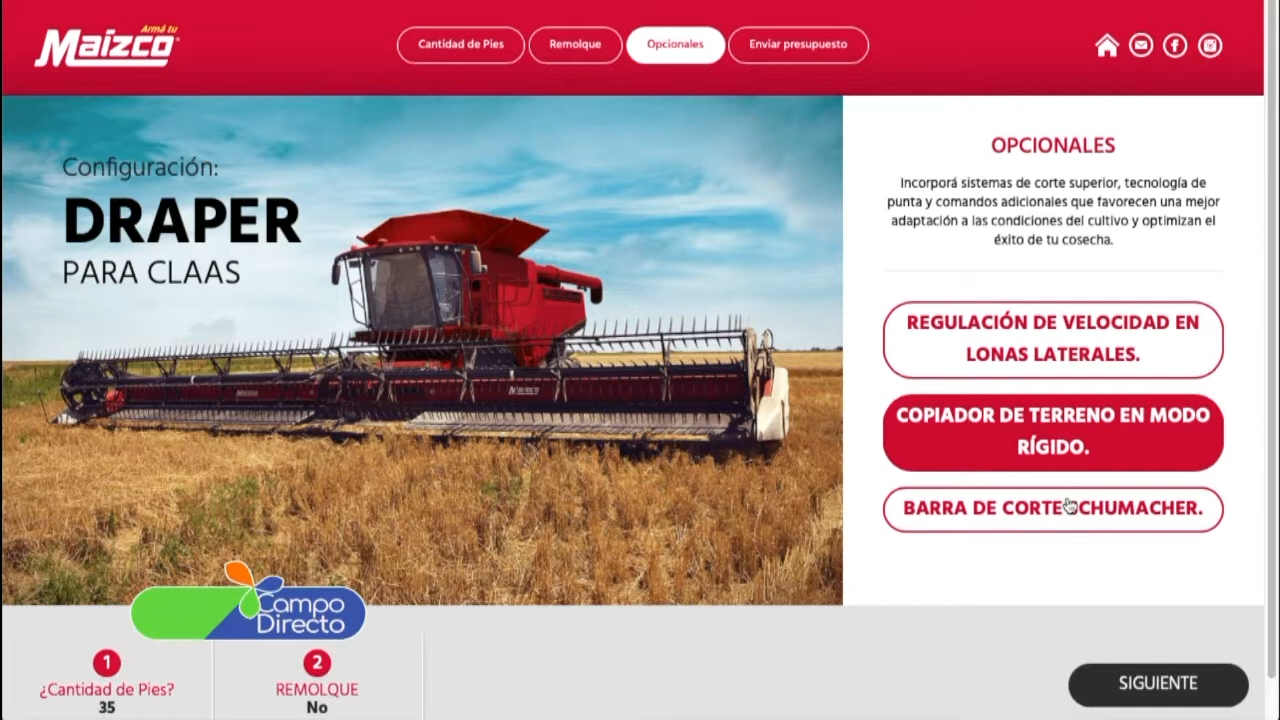 Armá tu
Maizco
Cantidad de Pies
Remolque
Opcionales
Enviar presupuesto
Configuración:
DRAPER
PARA CLAAS
OPCIONALES
Incorporá sistemas de corte superior, tecnología de
punta y comandos adicionales que favorecen una mejor
adaptación a las condiciones del cultivo y optimizan el
éxito de tu cosecha.
REGULACIÓN DE VELOCIDAD EN
LONAS LATERALES.
COPIADOR DE TERRENO EN MODO
RÍGIDO.
BARRA DE CORTE SCHUMACHER.
Maizco
Campo
Directo
1
¿Cantidad de Pies?
35
2
REMOLQUE
No
SIGUIENTE